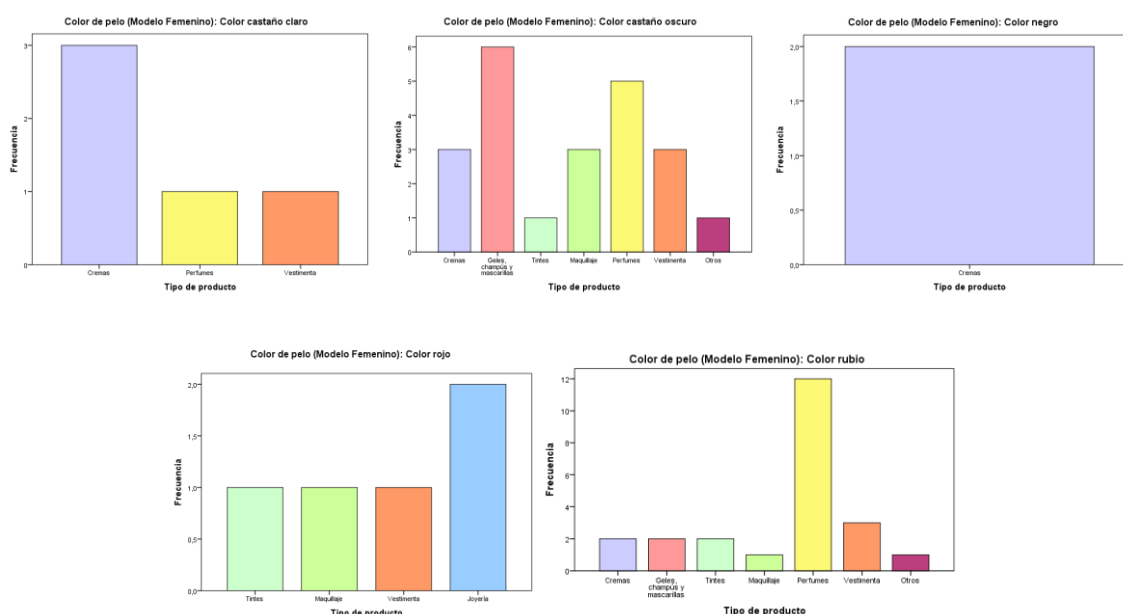 Color de pelo (Modelo Femenino): Color castaño claro
Frecuencia
3
2
1
0
Cremas Perfumes Vestimenta
Tipo de producto
Color de pelo (Modelo Femenino): Color castaño oscuro
Frecuencia
6
5
4
3
2
1
0
Cremas Geles, Tintes Maquillaje Perfumes Vestimenta Otros
champús y
mascarillas
Tipo de producto
Color de pelo (Modelo Femenino): Color negro
Frecuencia
2,0
1,5
1,0
0,5
0,0
Cremas
Tipo de producto
Color de pelo (Modelo Femenino): Color rojo
Frecuencia
2,0
1,5
1,0
0,5
0,0
Tintes Maquillaje Vestimenta Joyería
Tipo de producto
Color de pelo (Modelo Femenino): Color rubio
Frecuencia
12
10
8
6
4
2
0
Cremas Geles, Tintes Maquillaje Perfumes Vestimenta Otros
champús y
mascarillas
Tipo de producto